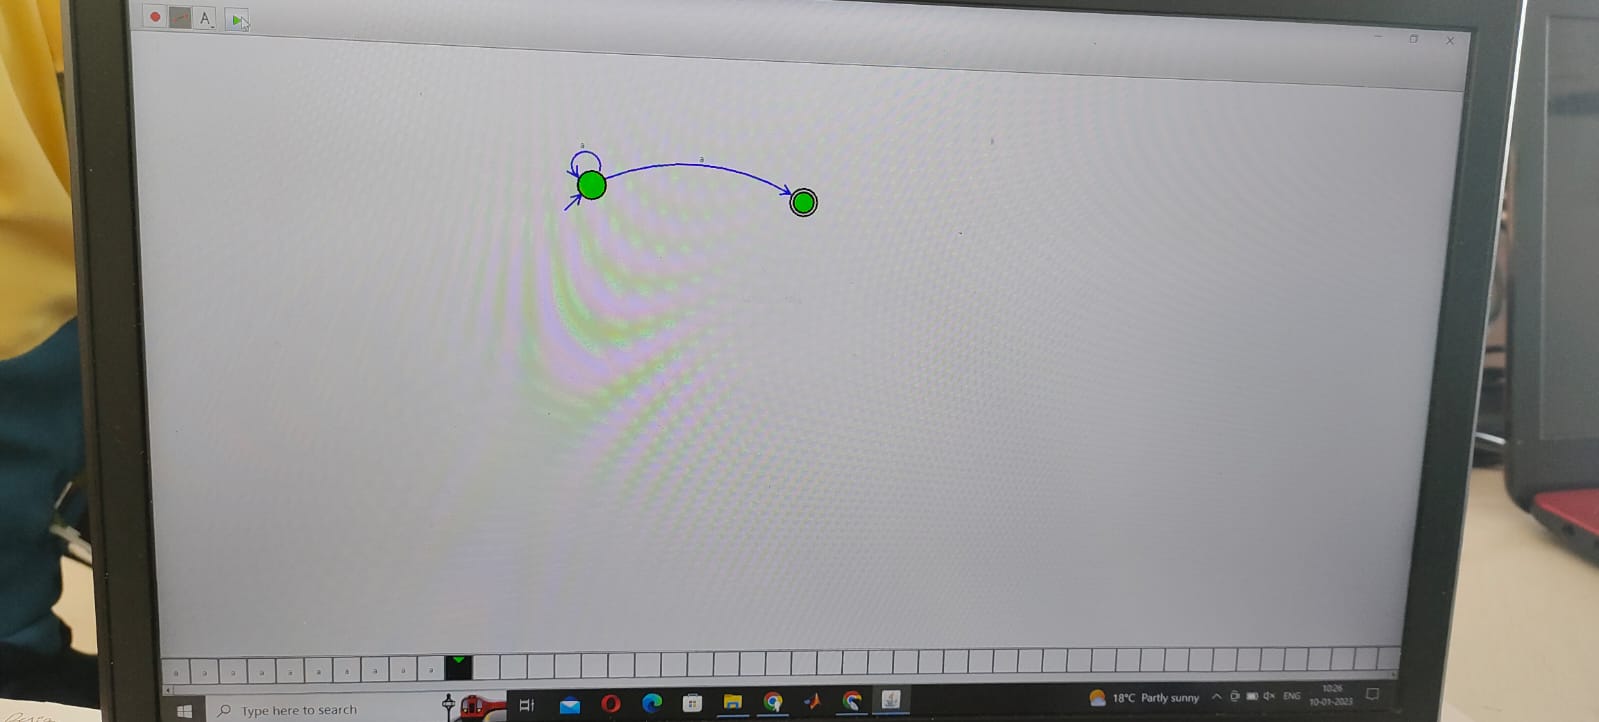 A
a
a
a a a a a a a a a a
Type here to search
18°C Partly sunny
ENG
10:26
10-01-2023